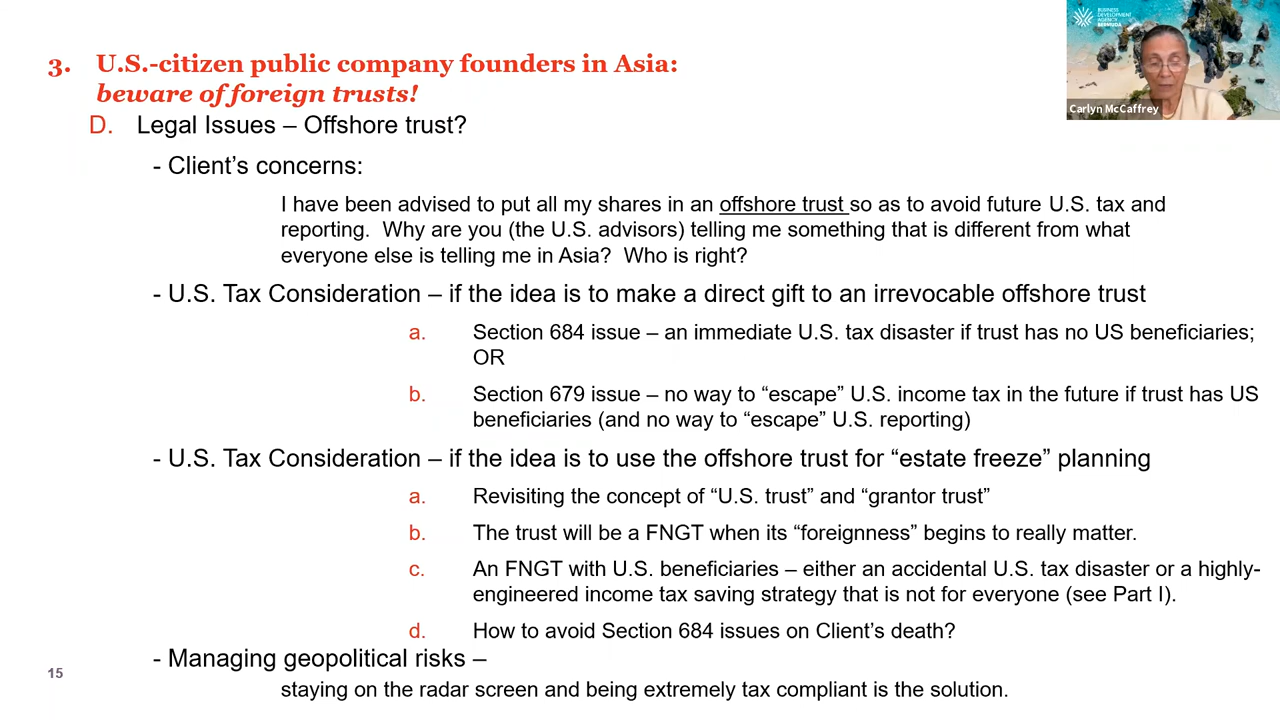 BUSINESS
DEVELOPMENT
AGENCY
BERMUDA
Carlyn McCaffrey
3. U.S.-citizen public company founders in Asia:
beware of foreign trusts!
D. Legal Issues – Offshore trust?
- Client’s concerns:
I have been advised to put all my shares in an offshore trust so as to avoid future U.S. tax and
reporting.  Why are you (the U.S. advisors) telling me something that is different from what
everyone else is telling me in Asia?  Who is right?
- U.S. Tax Consideration – if the idea is to make a direct gift to an irrevocable offshore trust
a. Section 684 issue – an immediate U.S. tax disaster if trust has no US beneficiaries;
OR
b. Section 679 issue – no way to “escape” U.S. income tax in the future if trust has US
beneficiaries (and no way to “escape” U.S. reporting)
- U.S. Tax Consideration – if the idea is to use the offshore trust for “estate freeze” planning
a. Revisiting the concept of “U.S. trust” and “grantor trust”
b. The trust will be a FNGT when its “foreignness” begins to really matter.
c. An FNGT with U.S. beneficiaries – either an accidental U.S. tax disaster or a highly-
engineered income tax saving strategy that is not for everyone (see Part I).
d. How to avoid Section 684 issues on Client’s death?
- Managing geopolitical risks –
staying on the radar screen and being extremely tax compliant is the solution.
15